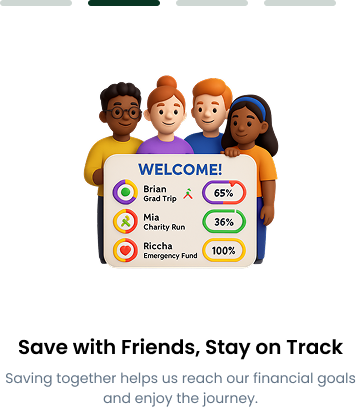 WELCOME!
Brian
Grad Trip
65%
Mia
Charity Run
36%
Riccha
Emergency Fund
100%
Save with Friends, Stay on Track
Saving together helps us reach our financial goals
and enjoy the journey.